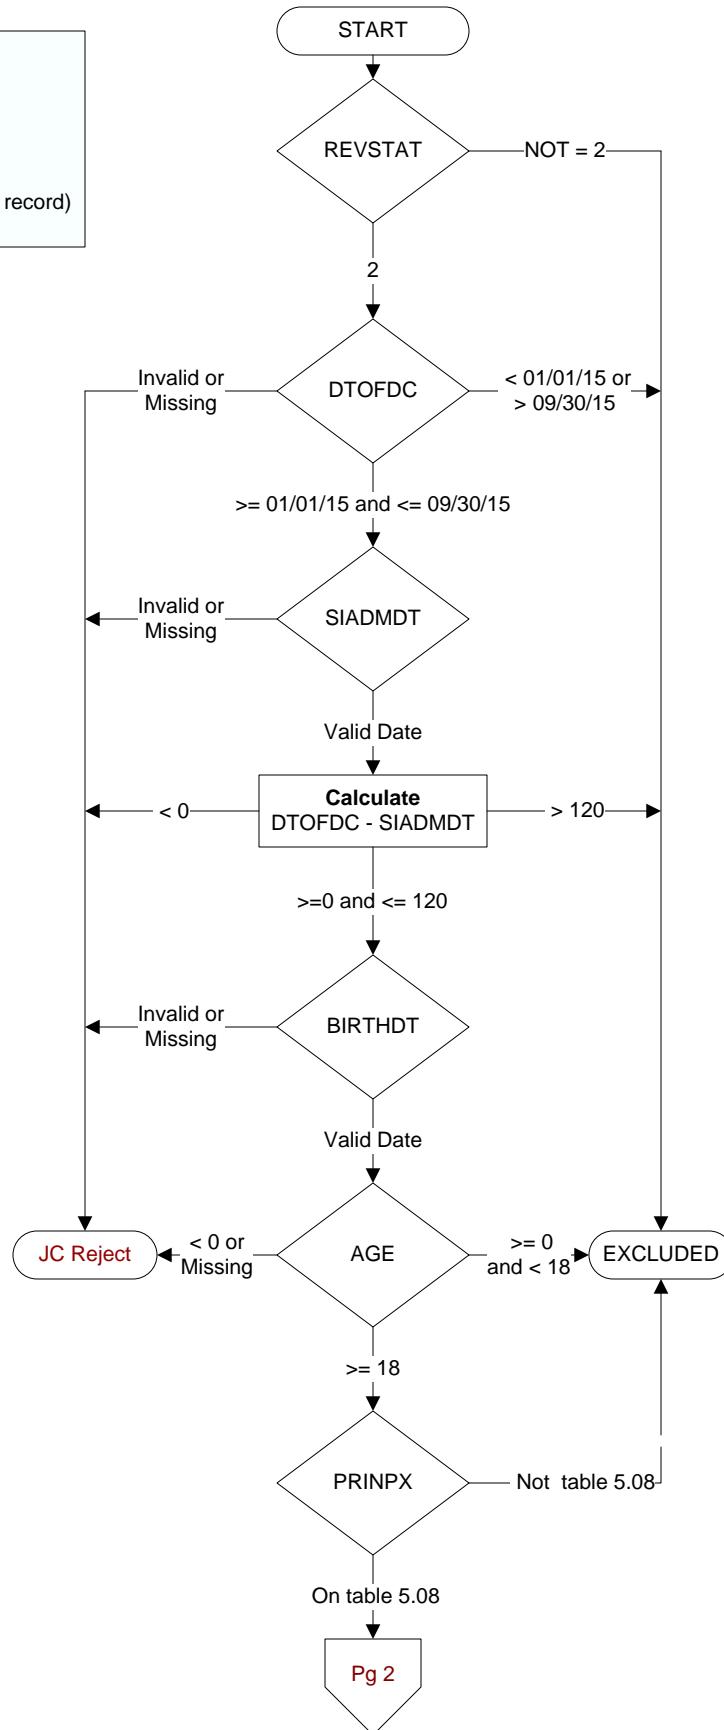 START
record)
REVSTAT
NOT = 2
2
Invalid or
Missing
DTOFDC
< 01/01/15 or
> 09/30/15
>= 01/01/15 and <= 09/30/15
Invalid or
Missing
SIADMDT
Valid Date
< 0
Calculate
DTOFDC - SIADMDT
> 120
>=0 and <= 120
Invalid or
Missing
BIRTHDT
Valid Date
JC Reject
< 0 or
Missing
AGE
>= 0
and < 18
EXCLUDED
>= 18
PRINPX
Not table 5.08
On table 5.08
Pg 2